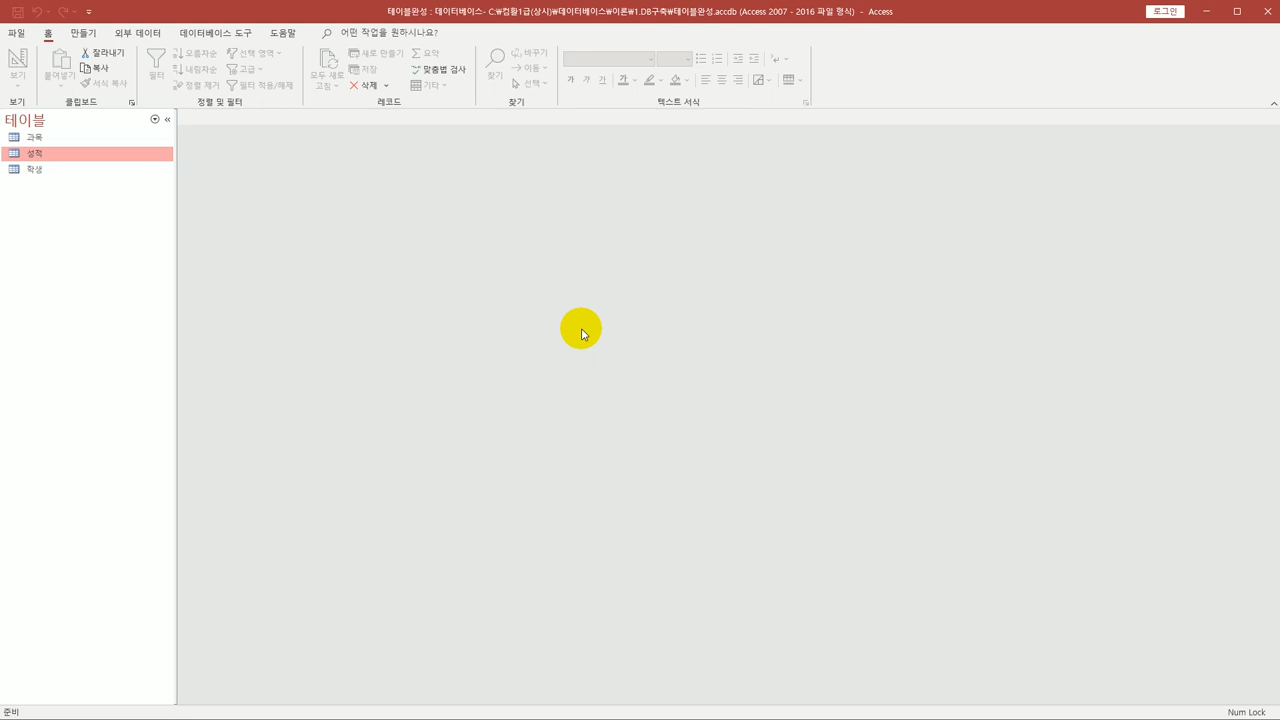 테이블완성 : 데이터베이스- C:₩컴활1급(상시)₩데이터베이스₩이론₩1.DB구축₩테이블완성.accdb (Access 2007 - 2016 파일 형식) - Access
로그인
파일 홈 만들기 외부 데이터 데이터베이스 도구 도움말 어떤 작업을 원하시나요?
보기
붙여넣기
잘라내기
복사
서식 복사
필터
오름차순
내림차순
정렬 제거
선택 영역
고급
필터 적용/해제
모두 새로
고침
새로 만들기
저장
삭제
요약
맞춤법 검사
기타
찾기
바꾸기
이동
선택
가 가 가 가
보기 클립보드 정렬 및 필터 레코드 찾기 텍스트 서식
테이블
과목
성적
학생
준비
Num Lock